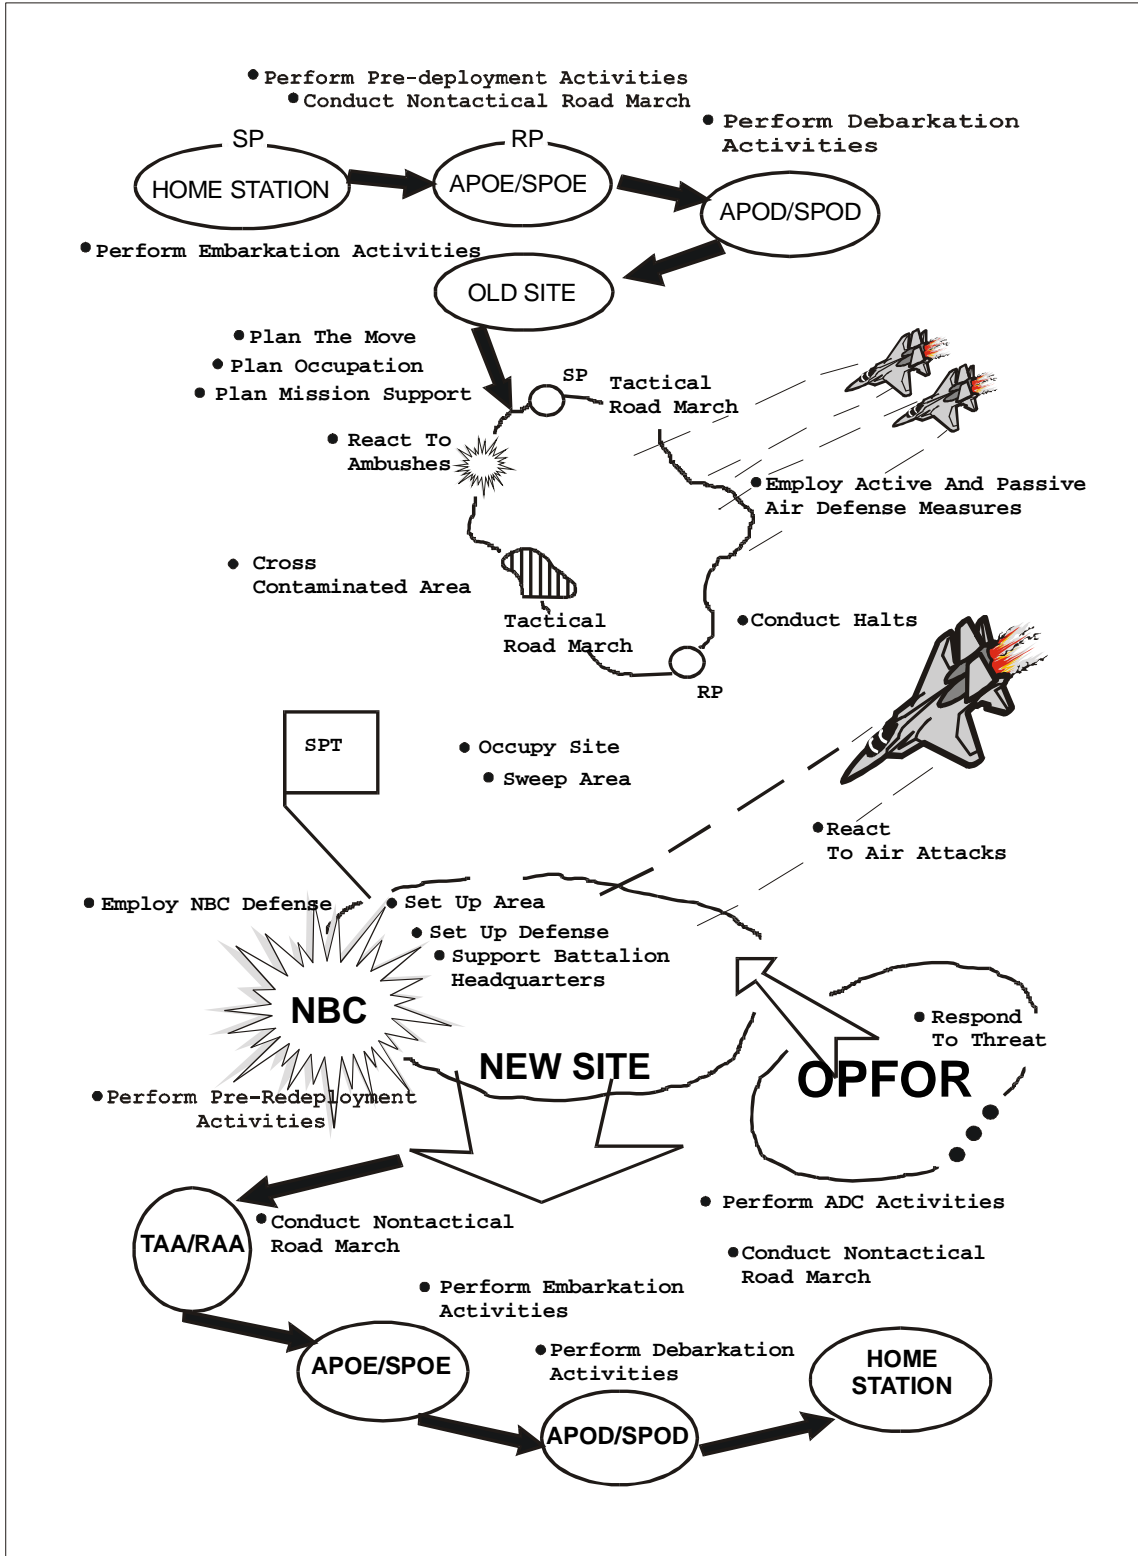 ● Perform Pre-deployment Activities
● Conduct Nontactical Road March
● Perform Debarkation
Activities
SP
RP
HOME STATION
APOE/SPOE
APOD/SPOD
● Perform Embarkation Activities
OLD SITE
● Plan The Move
● Plan Occupation
● Plan Mission Support
SP
Tactical
Road March
● React To
Ambushes
● Employ Active And Passive
Air Defense Measures
● Cross
Contaminated Area
Tactical
Road March
● Conduct Halts
RP
SPT
● Occupy Site
● Sweep Area
● React
To Air Attacks
● Employ NBC Defense
● Set Up Area
● Set Up Defense
● Support Battalion
Headquarters
NBC
● Respond
To Threat
NEW SITE
OPFOR
● Perform Pre-Redeployment
Activities
● Perform ADC Activities
● Conduct Nontactical
Road March
TAA/RAA
● Conduct Nontactical
Road March
● Perform Embarkation
Activities
● Perform Debarkation
Activities
APOE/SPOE
HOME
STATION
APOD/SPOD